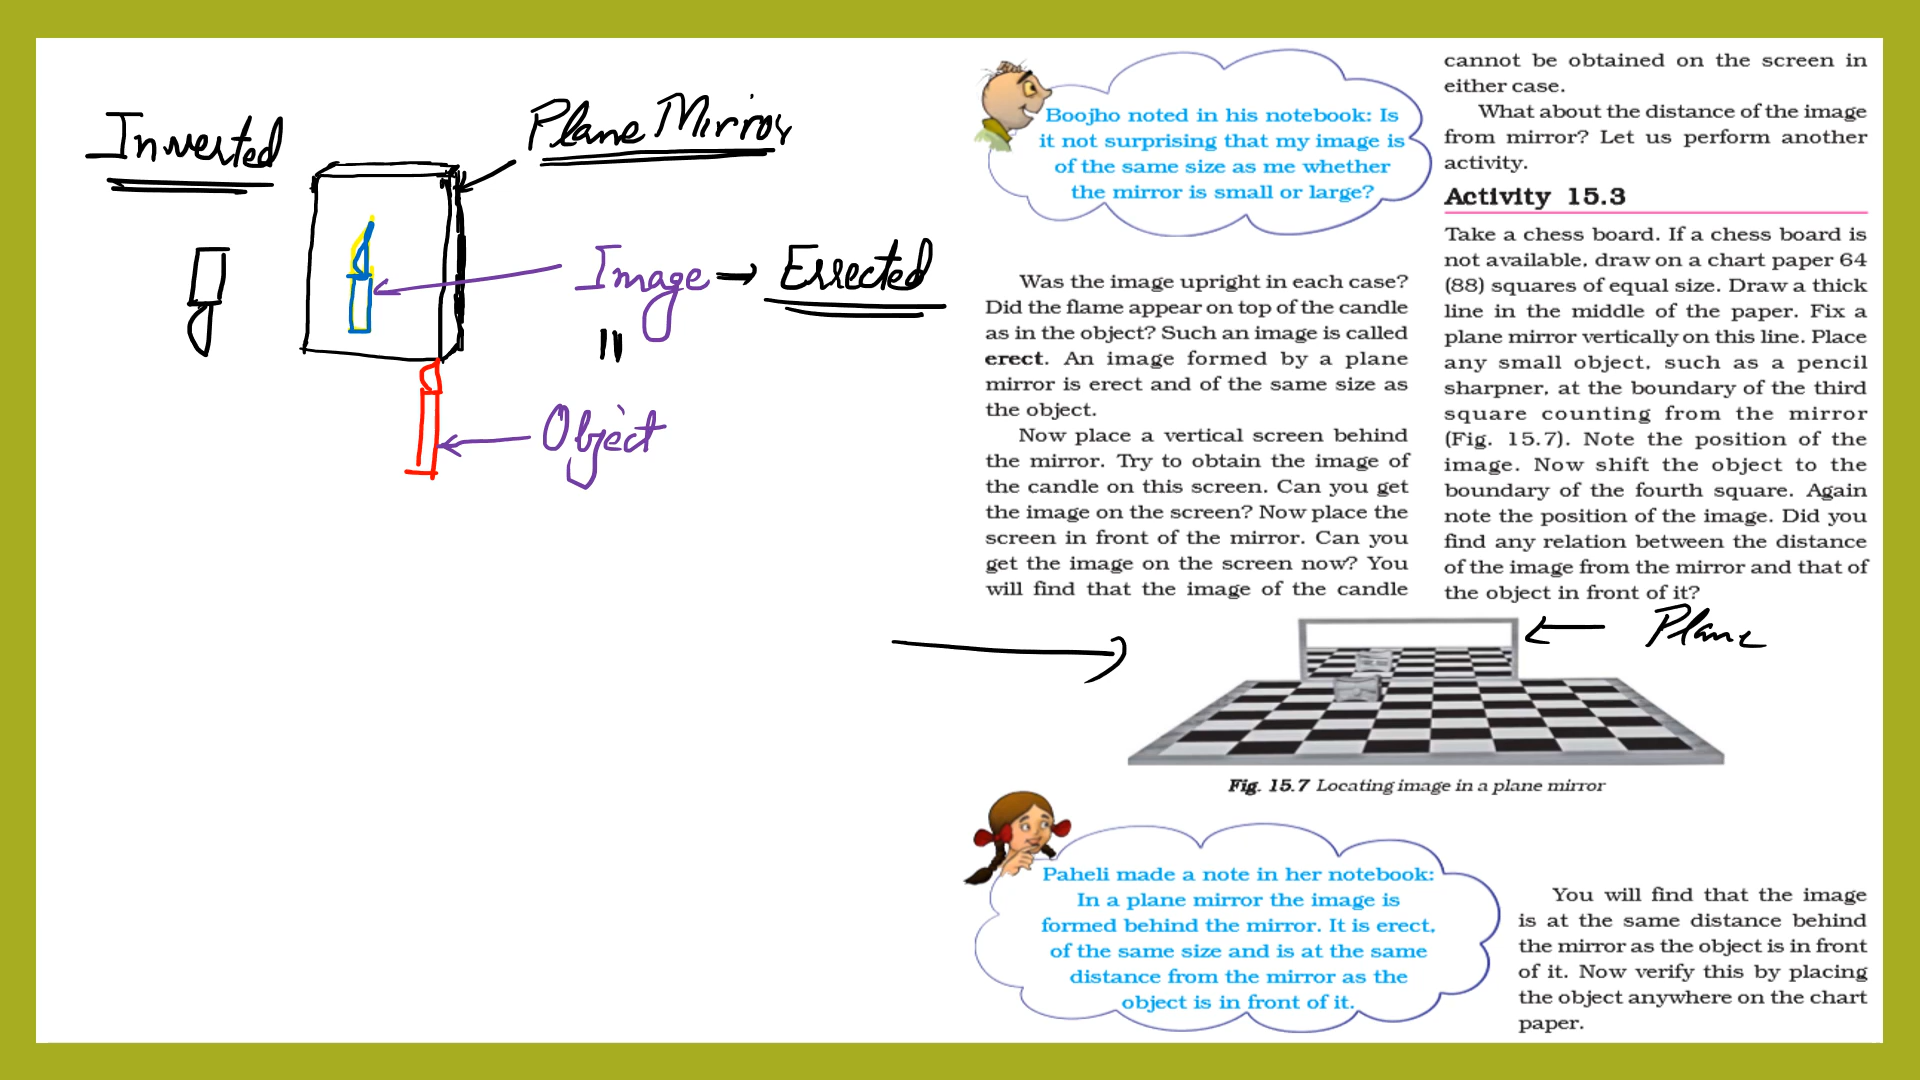 Inverted
Plane Mirror
Image → Errected
=
Object
Boojho noted in his notebook: Is
it not surprising that my image is
of the same size as me whether
the mirror is small or large?
Was the image upright in each case?
Did the flame appear on top of the candle
as in the object? Such an image is called
erect. An image formed by a plane
mirror is erect and of the same size as
the object.
Now place a vertical screen behind
the mirror. Try to obtain the image of
the candle on this screen. Can you get
the image on the screen? Now place the
screen in front of the mirror. Can you
get the image on the screen now? You
will find that the image of the candle
cannot be obtained on the screen in
either case.
What about the distance of the image
from mirror? Let us perform another
activity.
Activity 15.3
Take a chess board. If a chess board is
not available, draw on a chart paper 64
(88) squares of equal size. Draw a thick
line in the middle of the paper. Fix a
plane mirror vertically on this line. Place
any small object, such as a pencil
sharpner, at the boundary of the third
square counting from the mirror
(Fig. 15.7). Note the position of the
image. Now shift the object to the
boundary of the fourth square. Again
note the position of the image. Did you
find any relation between the distance
of the image from the mirror and that of
the object in front of it?
Plane
Fig. 15.7 Locating image in a plane mirror
Paheli made a note in her notebook:
In a plane mirror the image is
formed behind the mirror. It is erect,
of the same size and is at the same
distance from the mirror as the
object is in front of it.
You will find that the image
is at the same distance behind
the mirror as the object is in front
of it. Now verify this by placing
the object anywhere on the chart
paper.